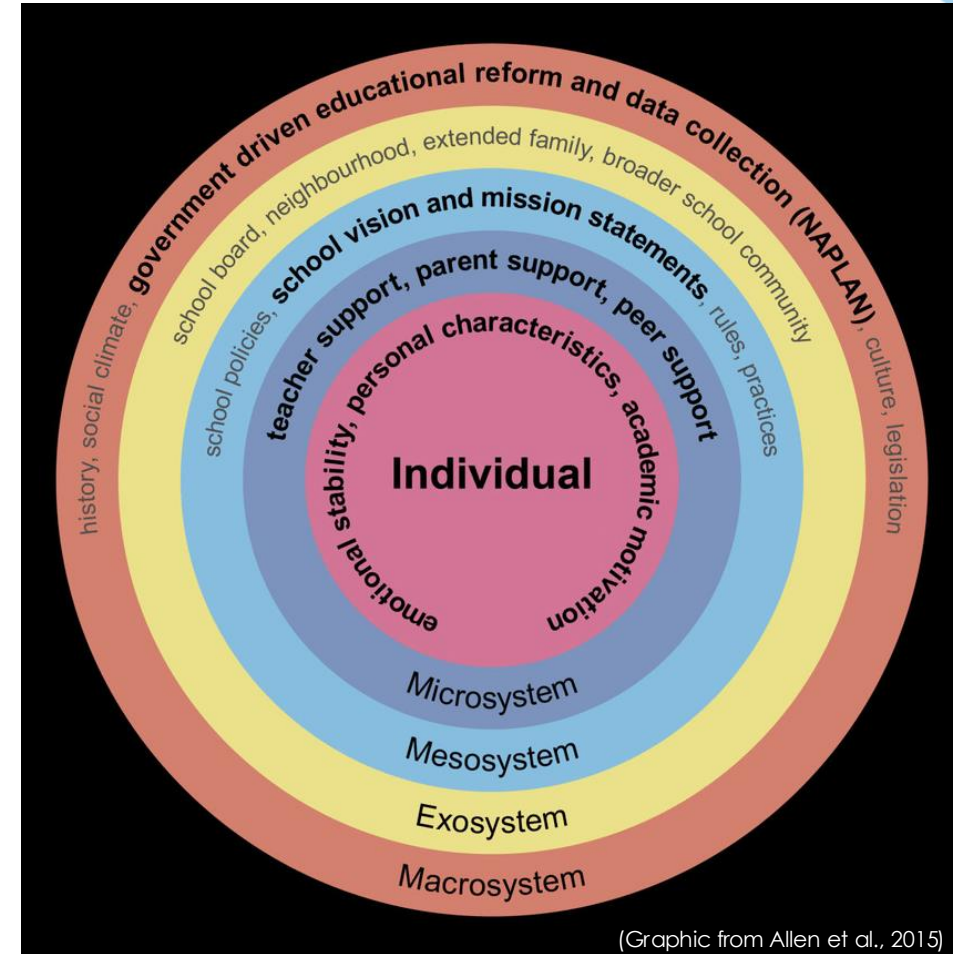 history, social climate, government driven educational reform and data collection (NAPLAN), culture, legislation
school board, neighbourhood, extended family, broader school community
school policies, school vision and mission statements, rules, practices
teacher support, parent support, peer support
emotional stability, personal characteristics, academic motivation
Individual
Microsystem
Mesosystem
Exosystem
Macrosystem
(Graphic from Allen et al., 2015)